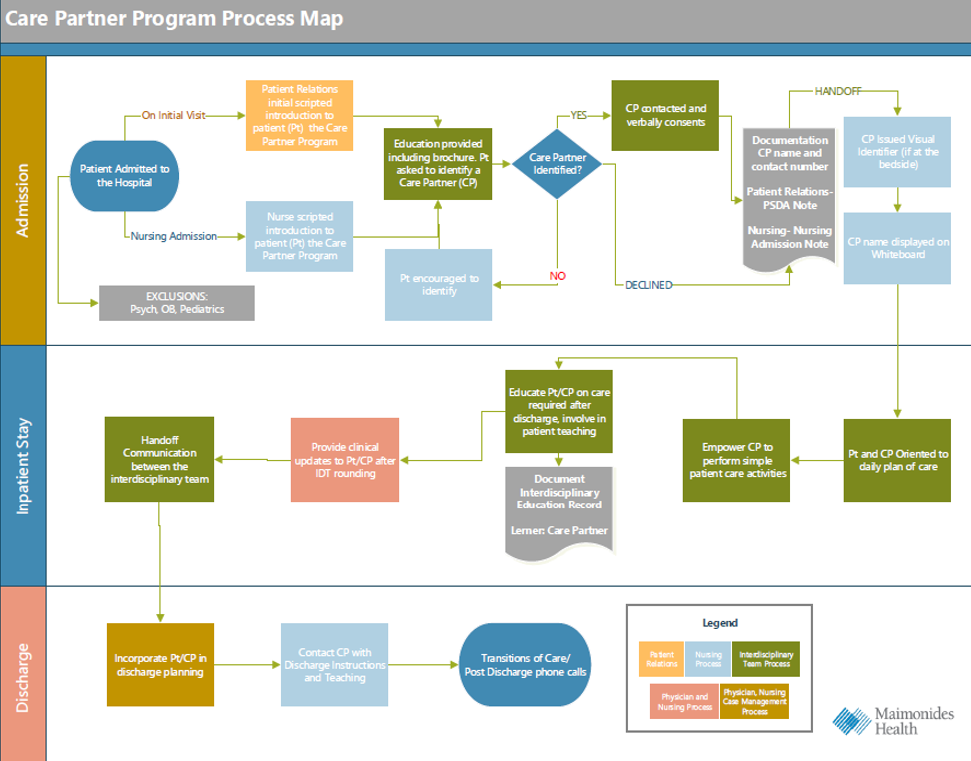 Care Partner Program Process Map
Admission
On Initial Visit
Patient Admitted to
the Hospital
Nursing Admission
EXCLUSIONS:
Psych, OB, Pediatrics
Patient Relations
initial scripted
introduction to
patient (Pt)  the Care
Partner Program
Nurse scripted
introduction to
patient (Pt) the Care
Partner Program
Education provided
including brochure. Pt
asked to identify a
Care Partner (CP)
Pt encouraged to
identify
Care Partner
Identified?
YES
NO
DECLINED
CP contacted and
verbally consents
Documentation
CP name and
contact number
Patient Relations-
PSDA Note
Nursing- Nursing
Admission Note
HANDOFF
CP Issued Visual
Identifier (if at the
bedside)
CP name displayed on
Whiteboard
Inpatient Stay
Pt and CP Oriented to
daily plan of care
Empower CP to
perform simple
patient care activities
Educate Pt/CP on care
required after
discharge, involve in
patient teaching
Document
Interdisciplinary
Education Record
Lerner: Care Partner
Provide clinical
updates to Pt/CP after
IDT rounding
Handoff
Communication
between the
interdisciplinary team
Discharge
Incorporate Pt/CP in
discharge planning
Contact CP with
Discharge Instructions
and Teaching
Transitions of Care/
Post Discharge phone calls
Legend
Patient
Relations
Nursing
Process
Interdisciplinary
Team Process
Physician and
Nursing Process
Physician, Nursing
Case Management
Process
Maimonides
Health